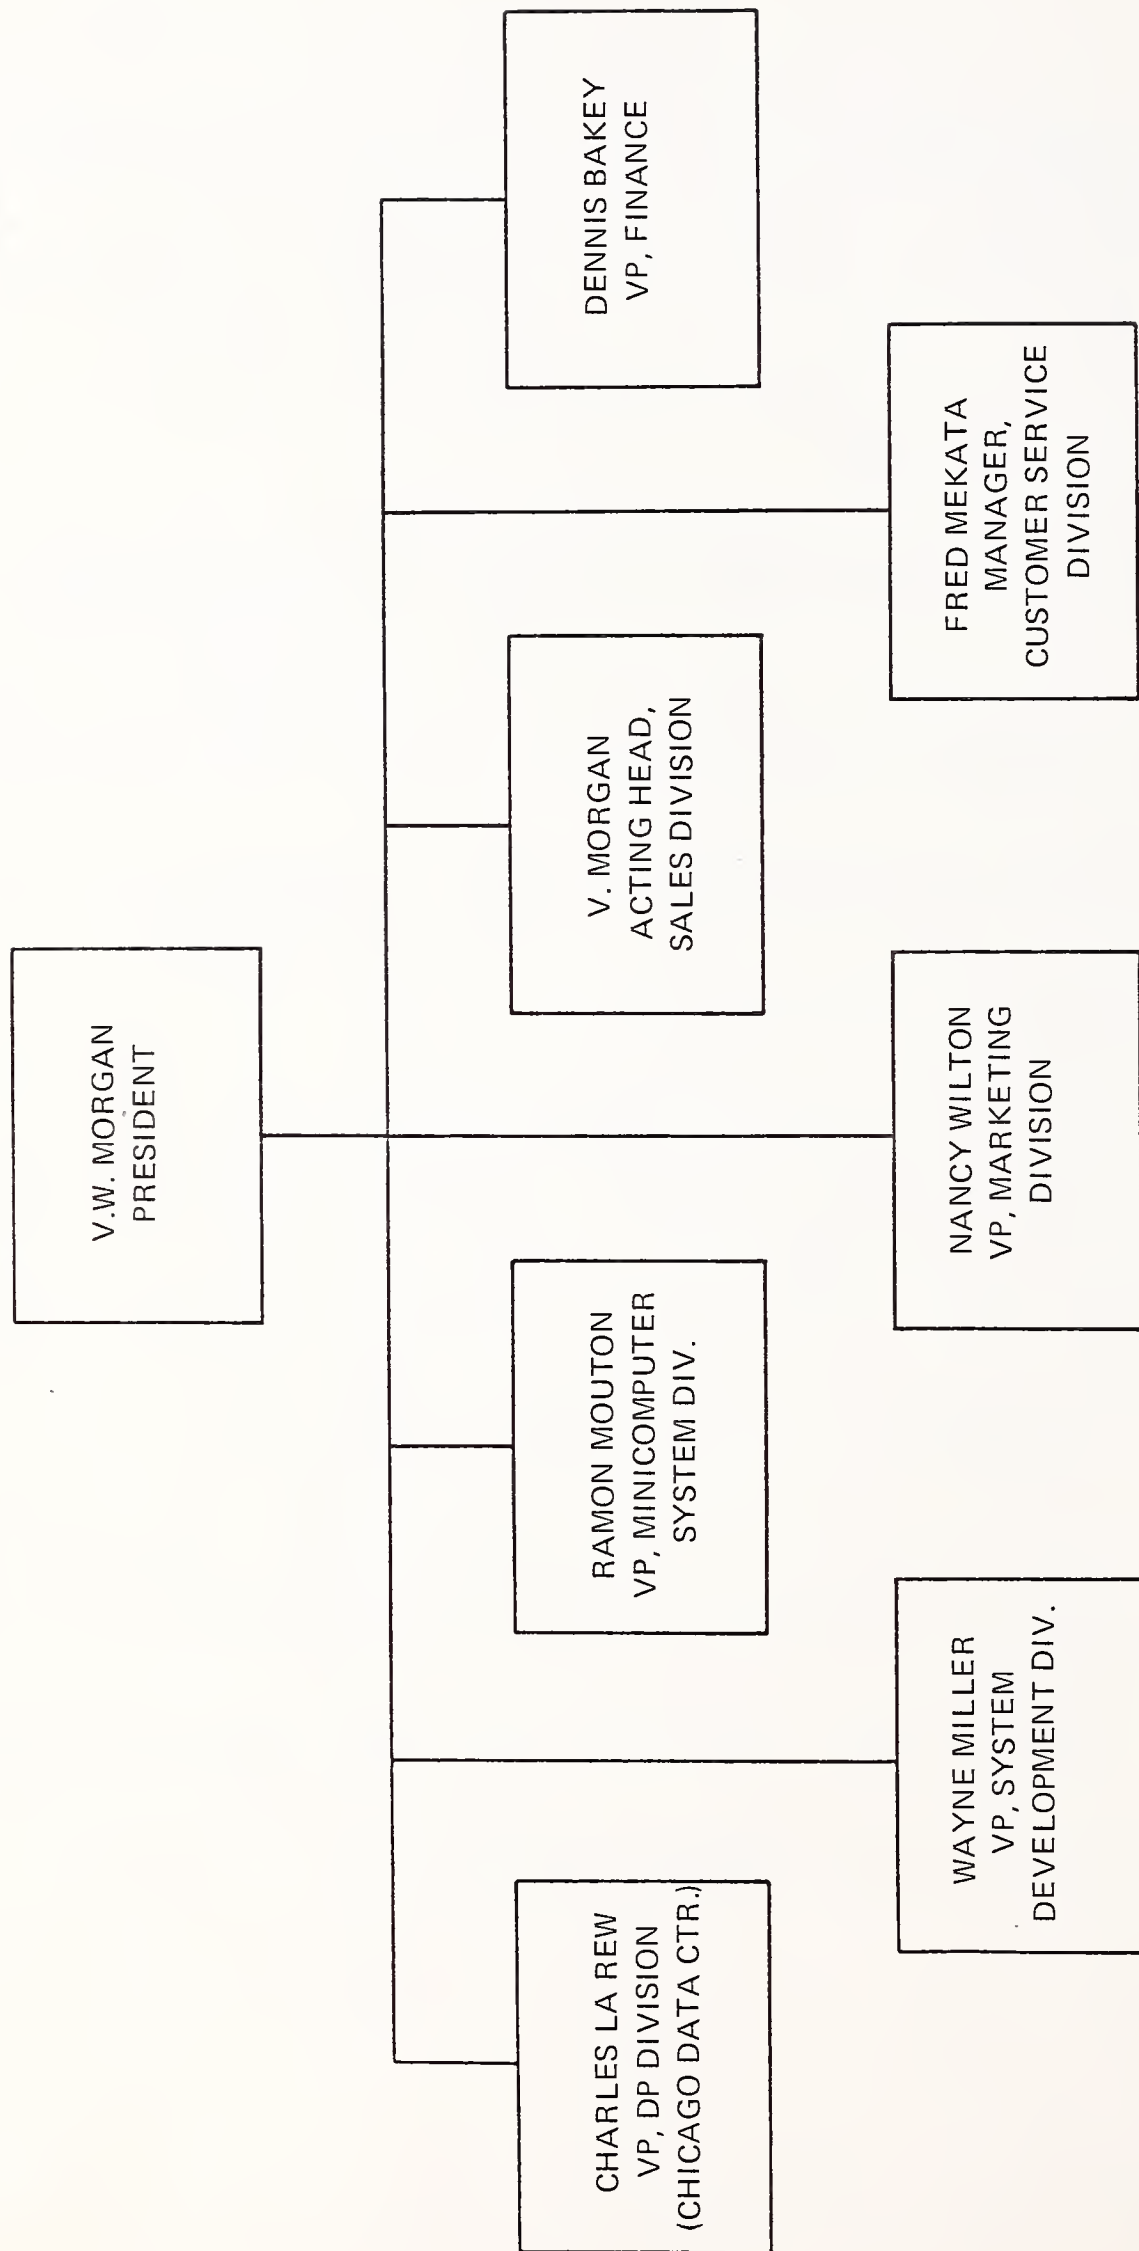 V.W. MORGAN
PRESIDENT
CHARLES LA REW
VP, DP DIVISION
(CHICAGO DATA CTR.)
RAMON MOUTON
VP, MINICOMPUTER
SYSTEM DIV.
V. MORGAN
ACTING HEAD,
SALES DIVISION
DENNIS BAKEY
VP, FINANCE
WAYNE MILLER
VP, SYSTEM
DEVELOPMENT DIV.
NANCY WILTON
VP, MARKETING
DIVISION
FRED MEKATA
MANAGER,
CUSTOMER SERVICE
DIVISION